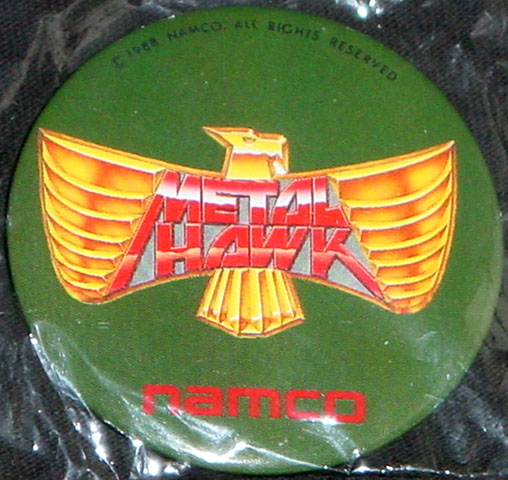 ©1988 NAMCO. ALL RIGHTS RESERVED
METAL
HAWK
namco